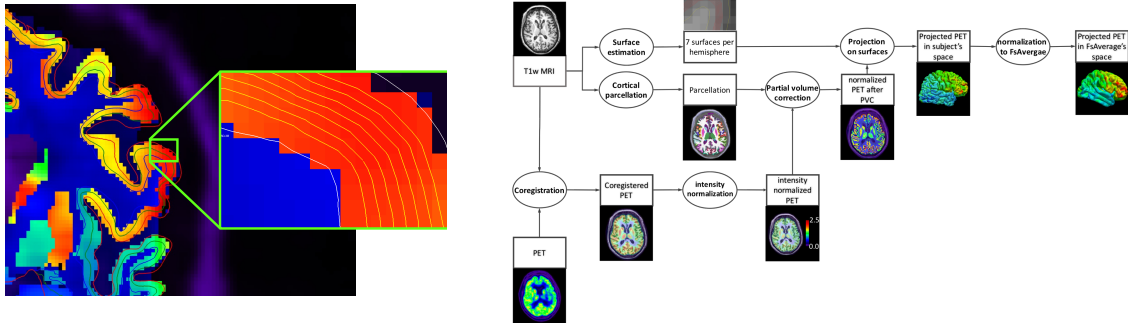 T1w MRI
Surface
estimation
7 surfaces per
hemisphere
Projection
on surfaces
Projected PET
in subject's
space
normalization
to FsAvergae
Projected PET
in FsAverage's
space
Cortical
parcellation
Parcellation
Partial volume
correction
normalized
PET after
PVC
Coregistration
Coregistered
PET
intensity
normalization
intensity
normalized
PET
2.5
0.0
PET